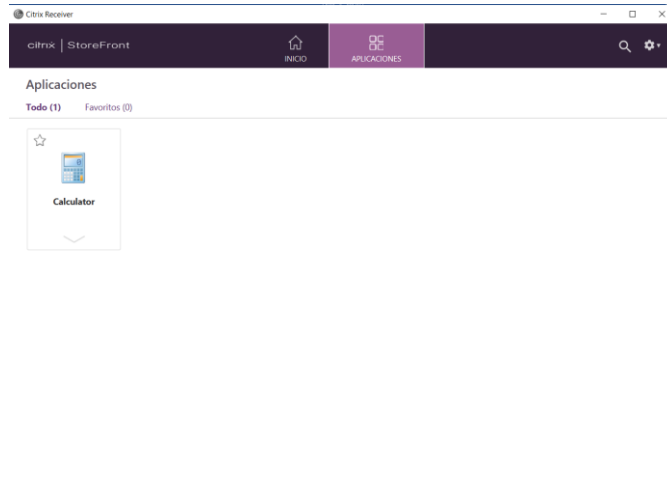 Citrix Receiver
citrix | StoreFront
INICIO
APLICACIONES
Aplicaciones
Todo (1) Favoritos (0)
Calculator